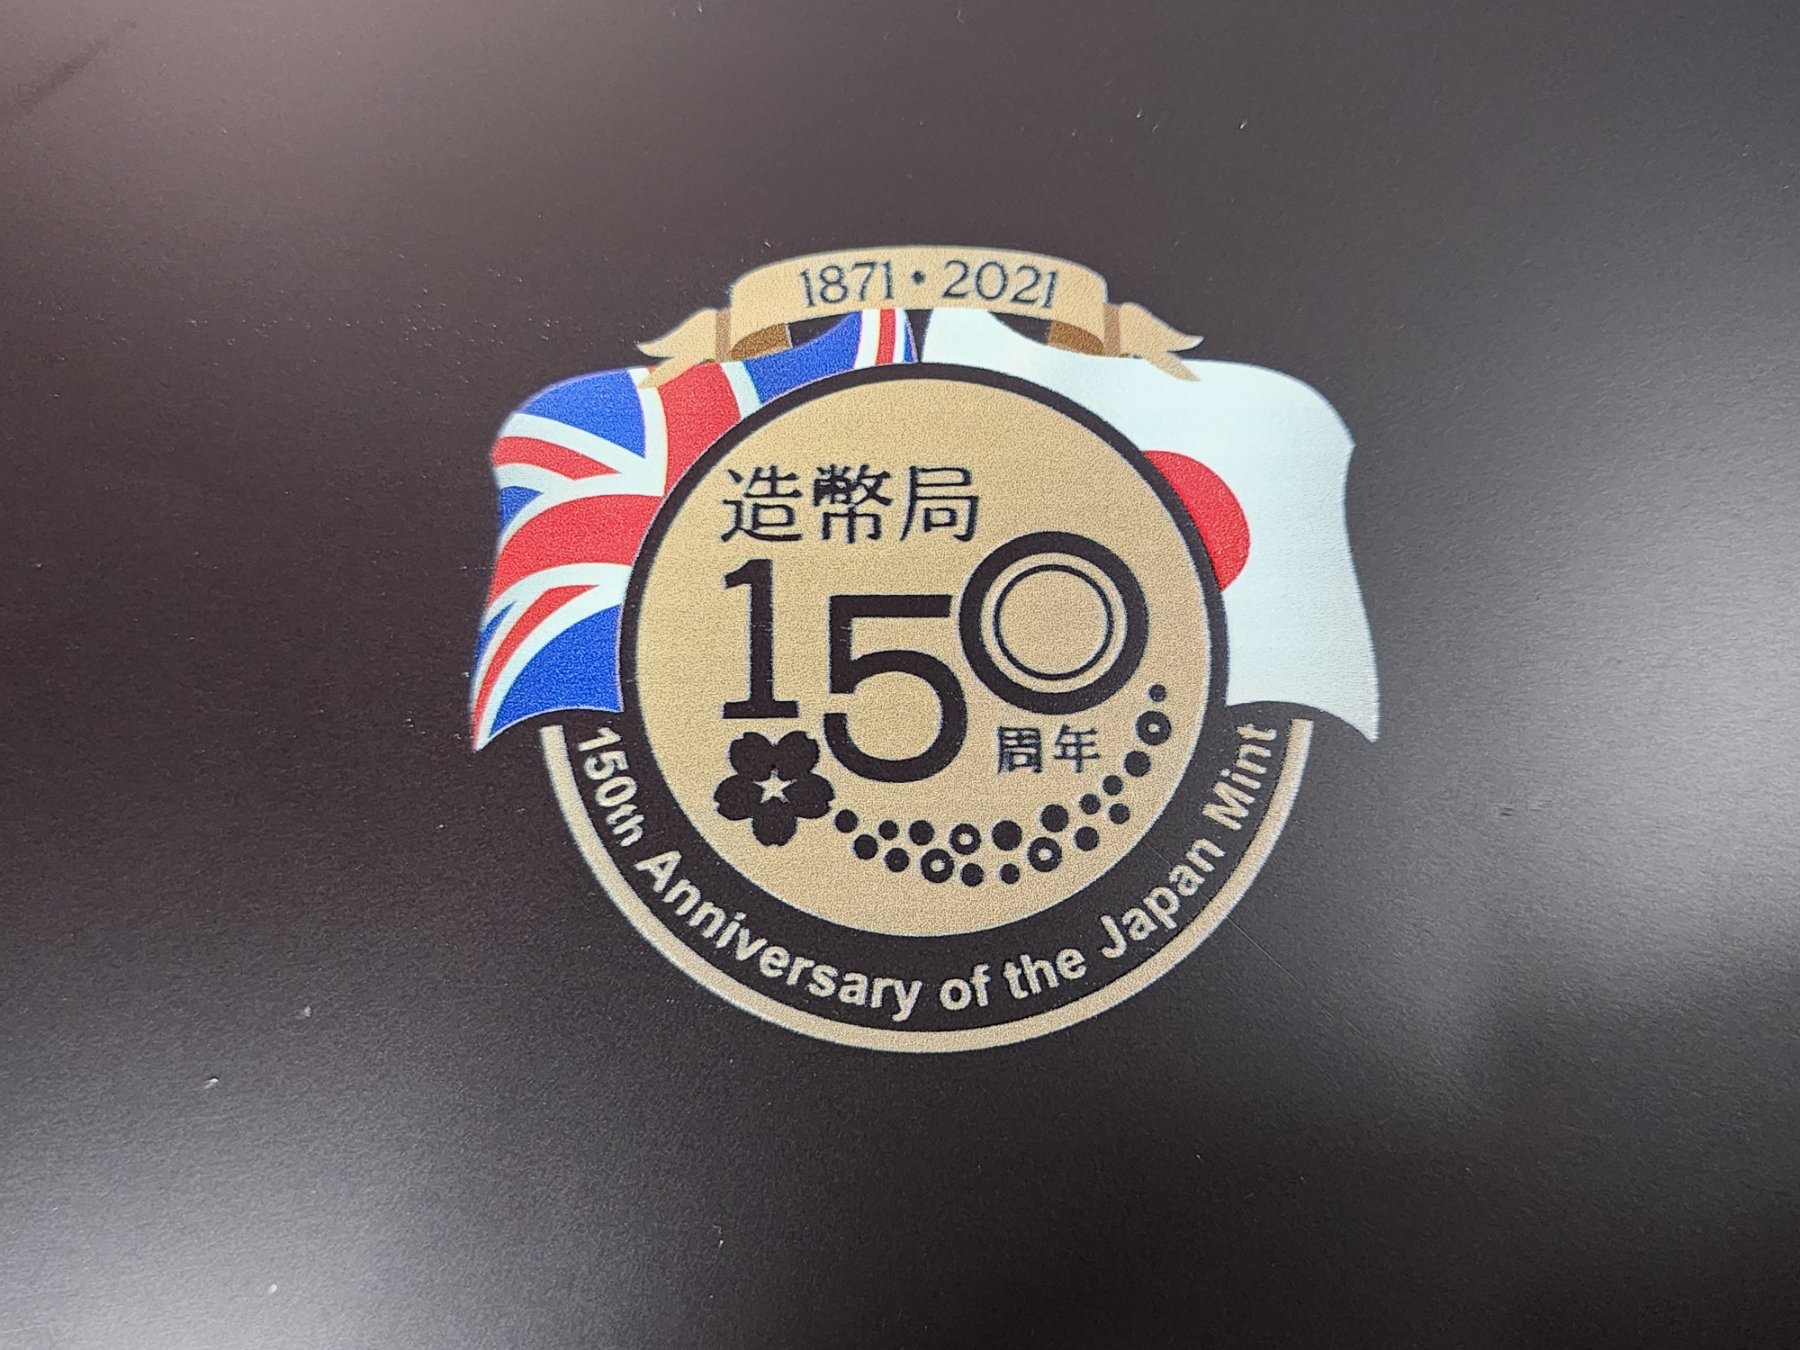 1871・2021
造幣局
150
周年
150th Anniversary of the Japan Mint